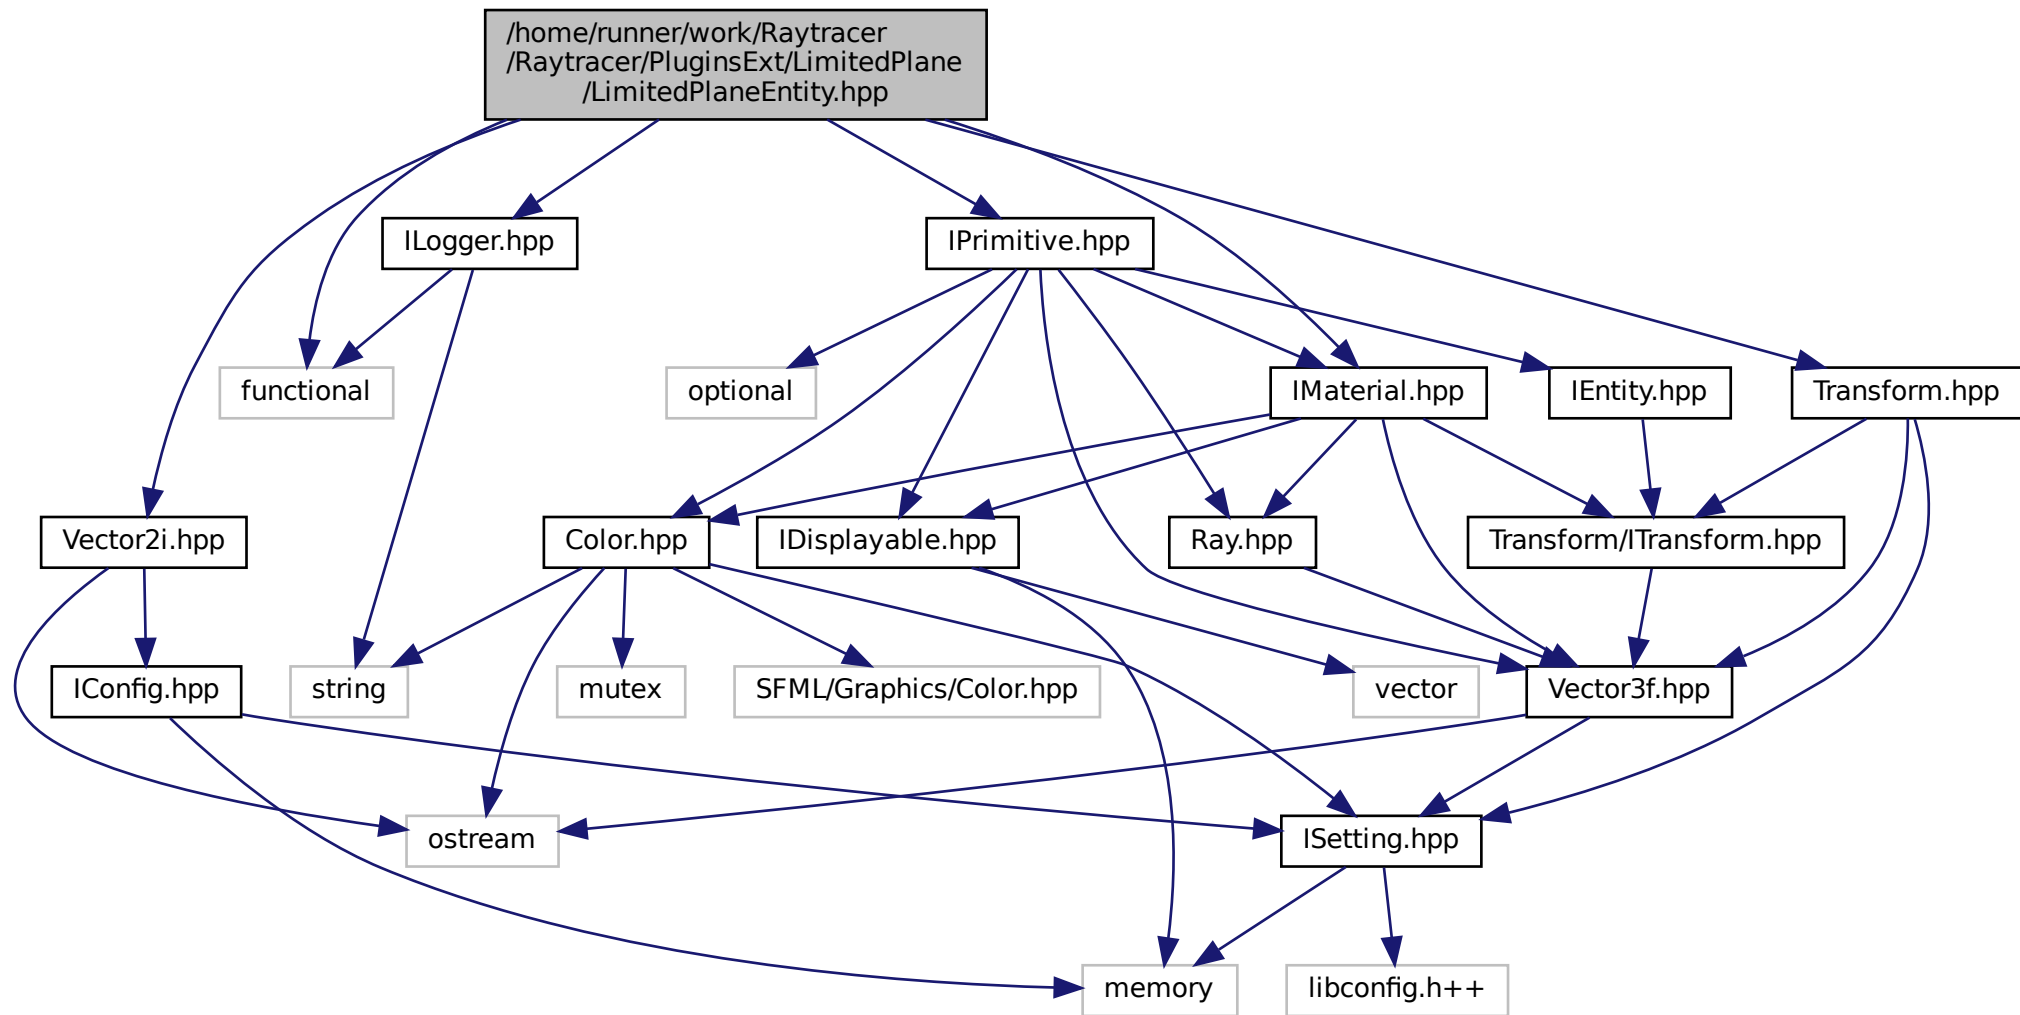 /home/runner/work/Raytracer
/Raytracer/PluginsExt/LimitedPlane
/LimitedPlaneEntity.hpp
ILogger.hpp
IPrimitive.hpp
functional
optional
IMaterial.hpp
IEntity.hpp
Transform.hpp
Vector2i.hpp
Color.hpp
IDisplayable.hpp
Ray.hpp
Transform/ITransform.hpp
IConfig.hpp
string
mutex
SFML/Graphics/Color.hpp
vector
Vector3f.hpp
ostream
ISetting.hpp
memory
libconfig.h++